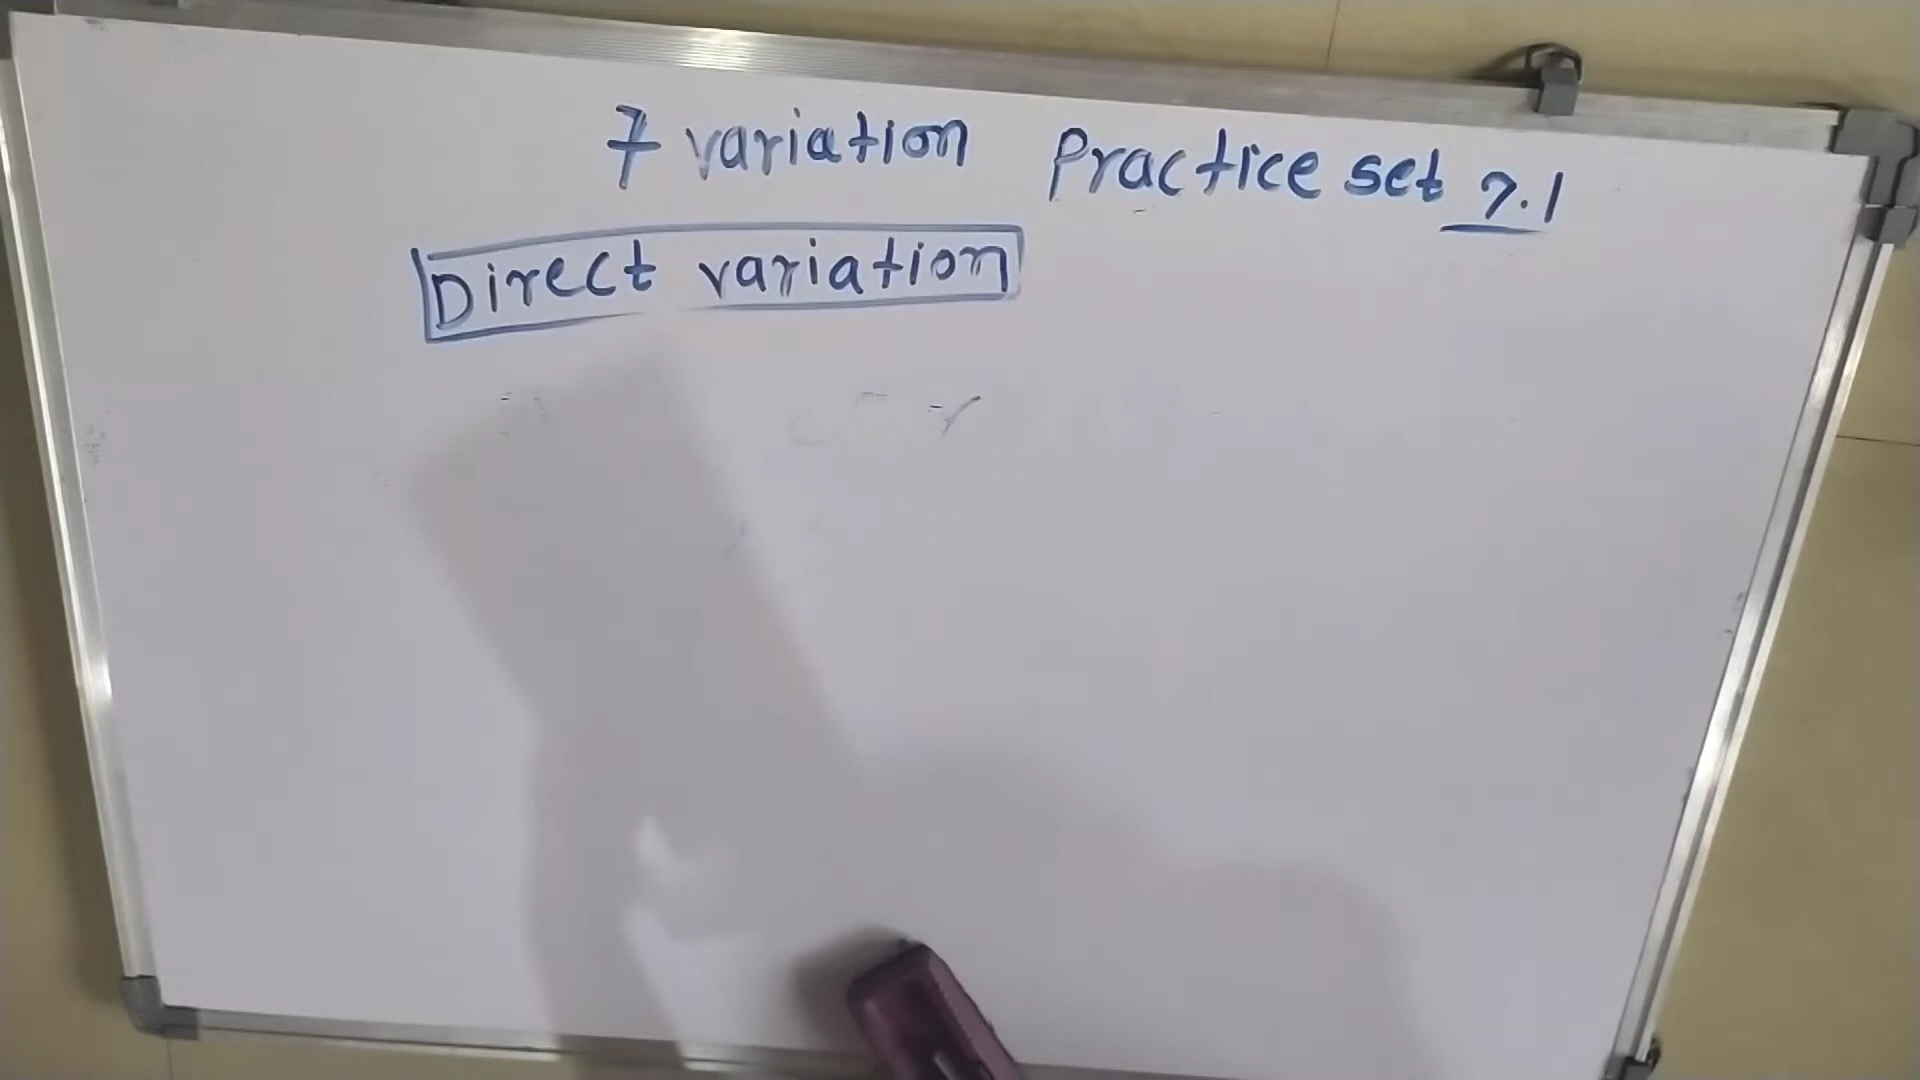 7 variation Practice set 7.1
Direct variation